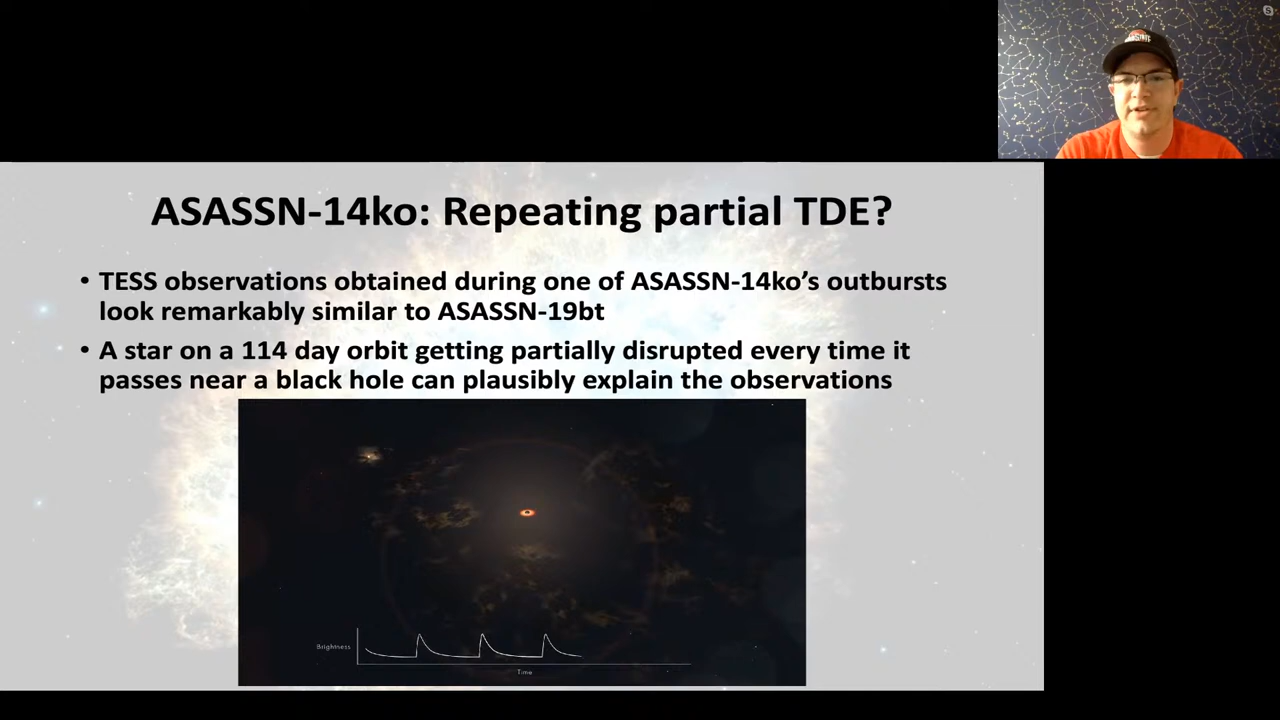 ASASSN-14ko: Repeating partial TDE?
• TESS observations obtained during one of ASASSN-14ko’s outbursts
look remarkably similar to ASASSN-19bt
• A star on a 114 day orbit getting partially disrupted every time it
passes near a black hole can plausibly explain the observations
Brightness
Time